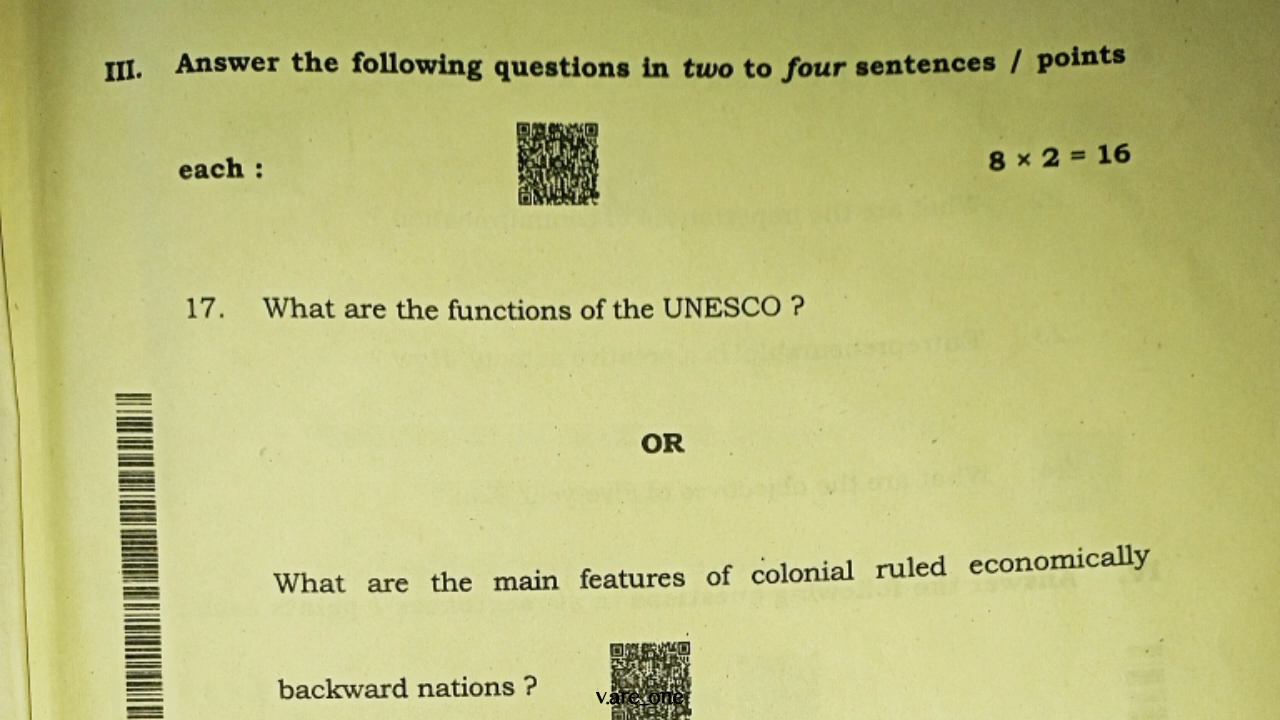 III. Answer the following questions in two to four sentences / points
each : 8 × 2 = 16
17. What are the functions of the UNESCO ?
OR
What are the main features of colonial ruled economically
backward nations ?
v.are_one